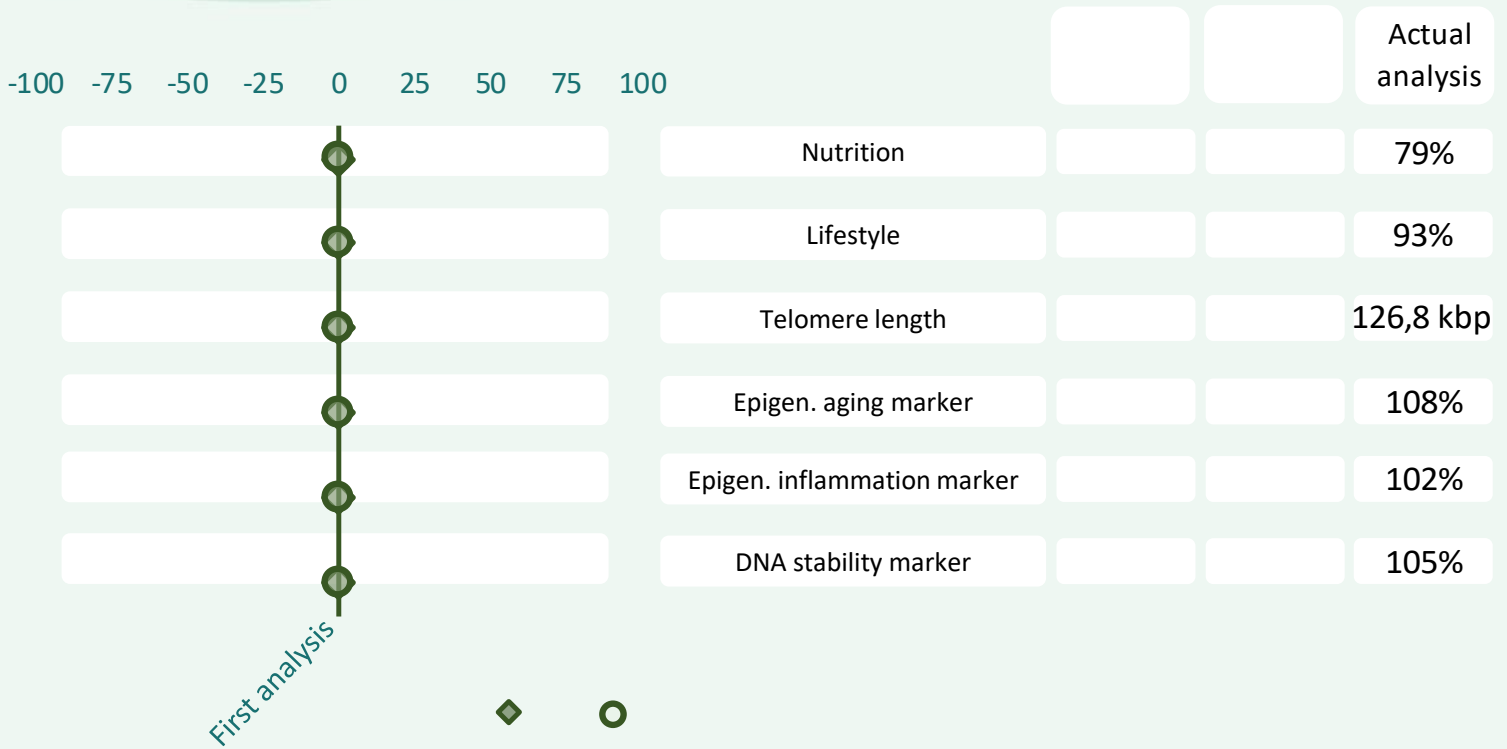 Actual
analysis
-100 -75 -50 -25 0 25 50 75 100
Nutrition 79%
Lifestyle 93%
Telomere length 126,8 kbp
Epigen. aging marker 108%
Epigen. inflammation marker 102%
DNA stability marker 105%
First analysis